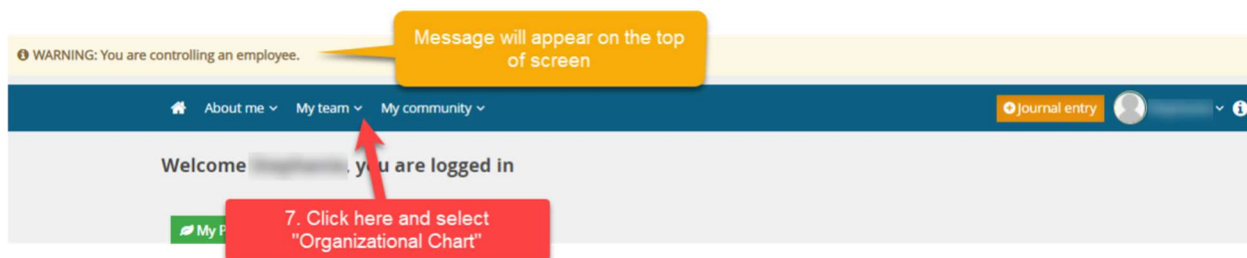 WARNING: You are controlling an employee.
Message will appear on the top
of screen
About me My team My community
Journal entry
Welcome , you are logged in
My P
7. Click here and select
"Organizational Chart"